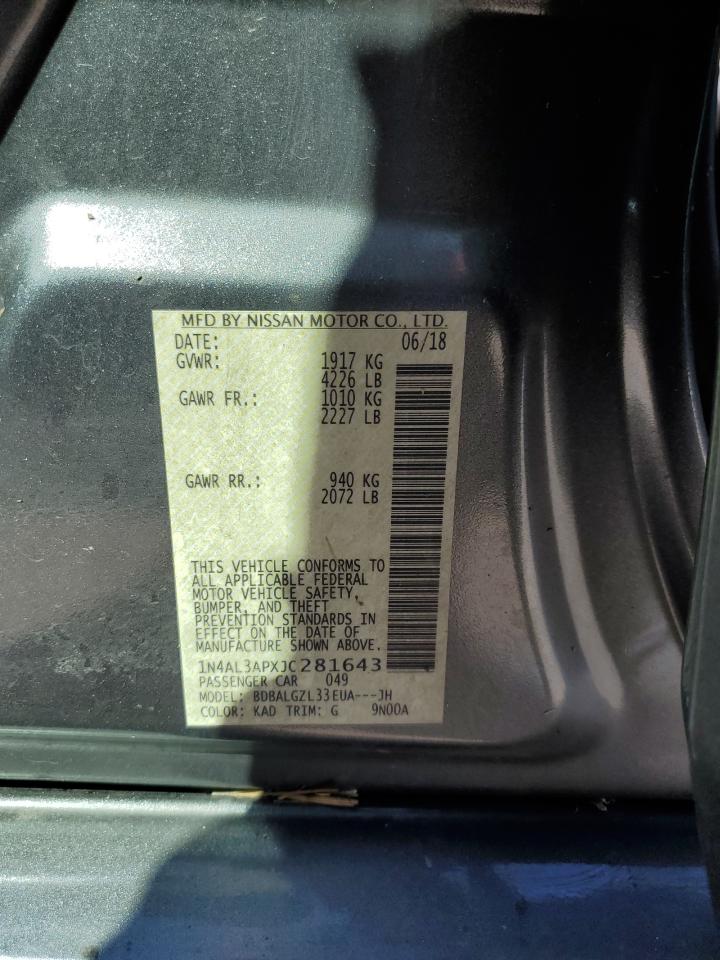 MFD BY NISSAN MOTOR CO., LTD.
DATE: 06/18
GVWR: 1917 KG
4226 LB
GAWR FR.: 1010 KG
2227 LB
GAWR RR.: 940 KG
2072 LB
THIS VEHICLE CONFORMS TO
ALL APPLICABLE FEDERAL
MOTOR VEHICLE SAFETY,
BUMPER, AND THEFT
PREVENTION STANDARDS IN
EFFECT ON THE DATE OF
MANUFACTURE SHOWN ABOVE.
1N4AL3APXJC281643
PASSENGER CAR 049
MODEL: BDBALGZL33EUA---JH
COLOR: KAD TRIM: G 9N00A